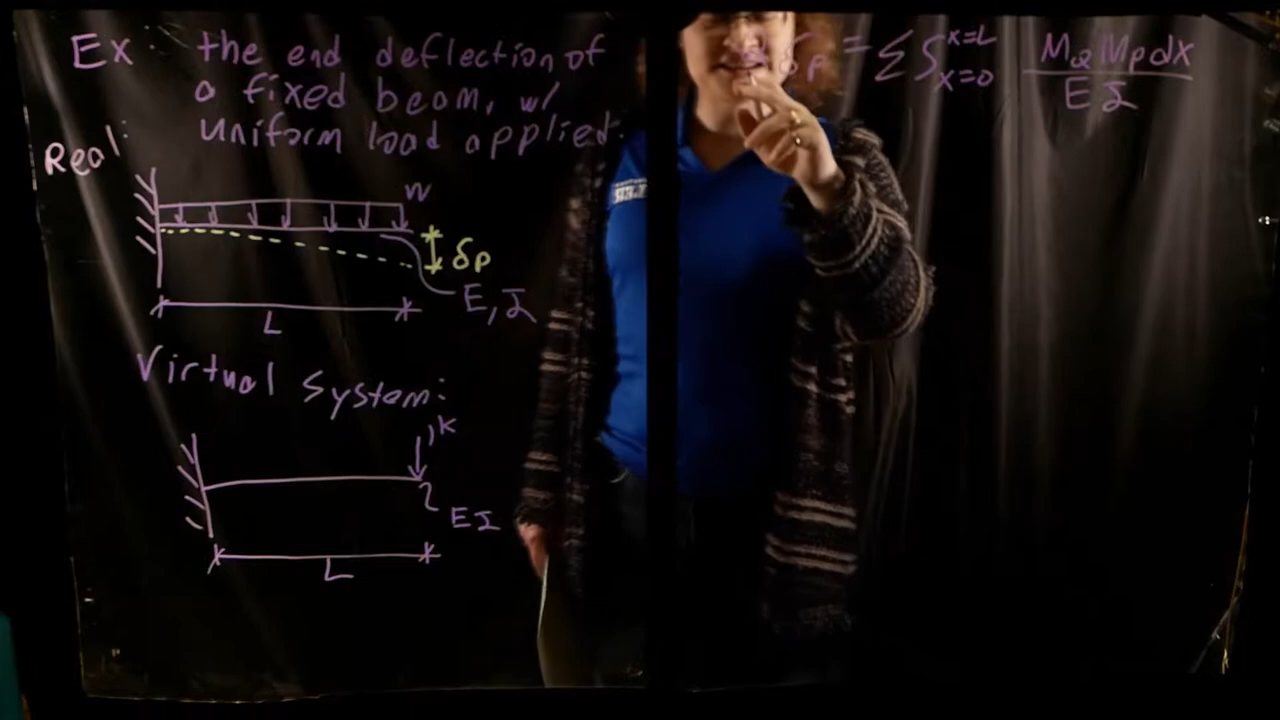 Ex: the end deflection of
a fixed beam, w/
uniform load applied.
Real:
w
δp
E, I
L
Virtual System:
1k
EI
L
δp = Σ ∫ x=L x=0 MQ Mp dx / EI